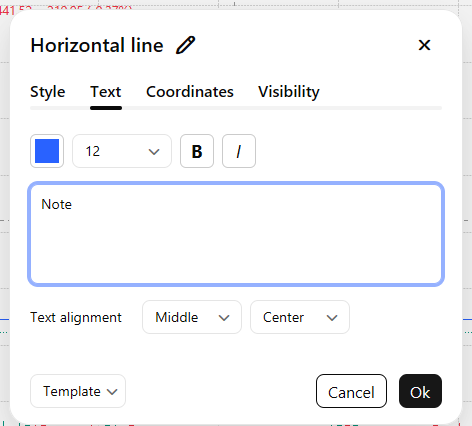 Horizontal line
Style Text Coordinates Visibility
12 B I
Note
Text alignment Middle Center
Template Cancel Ok